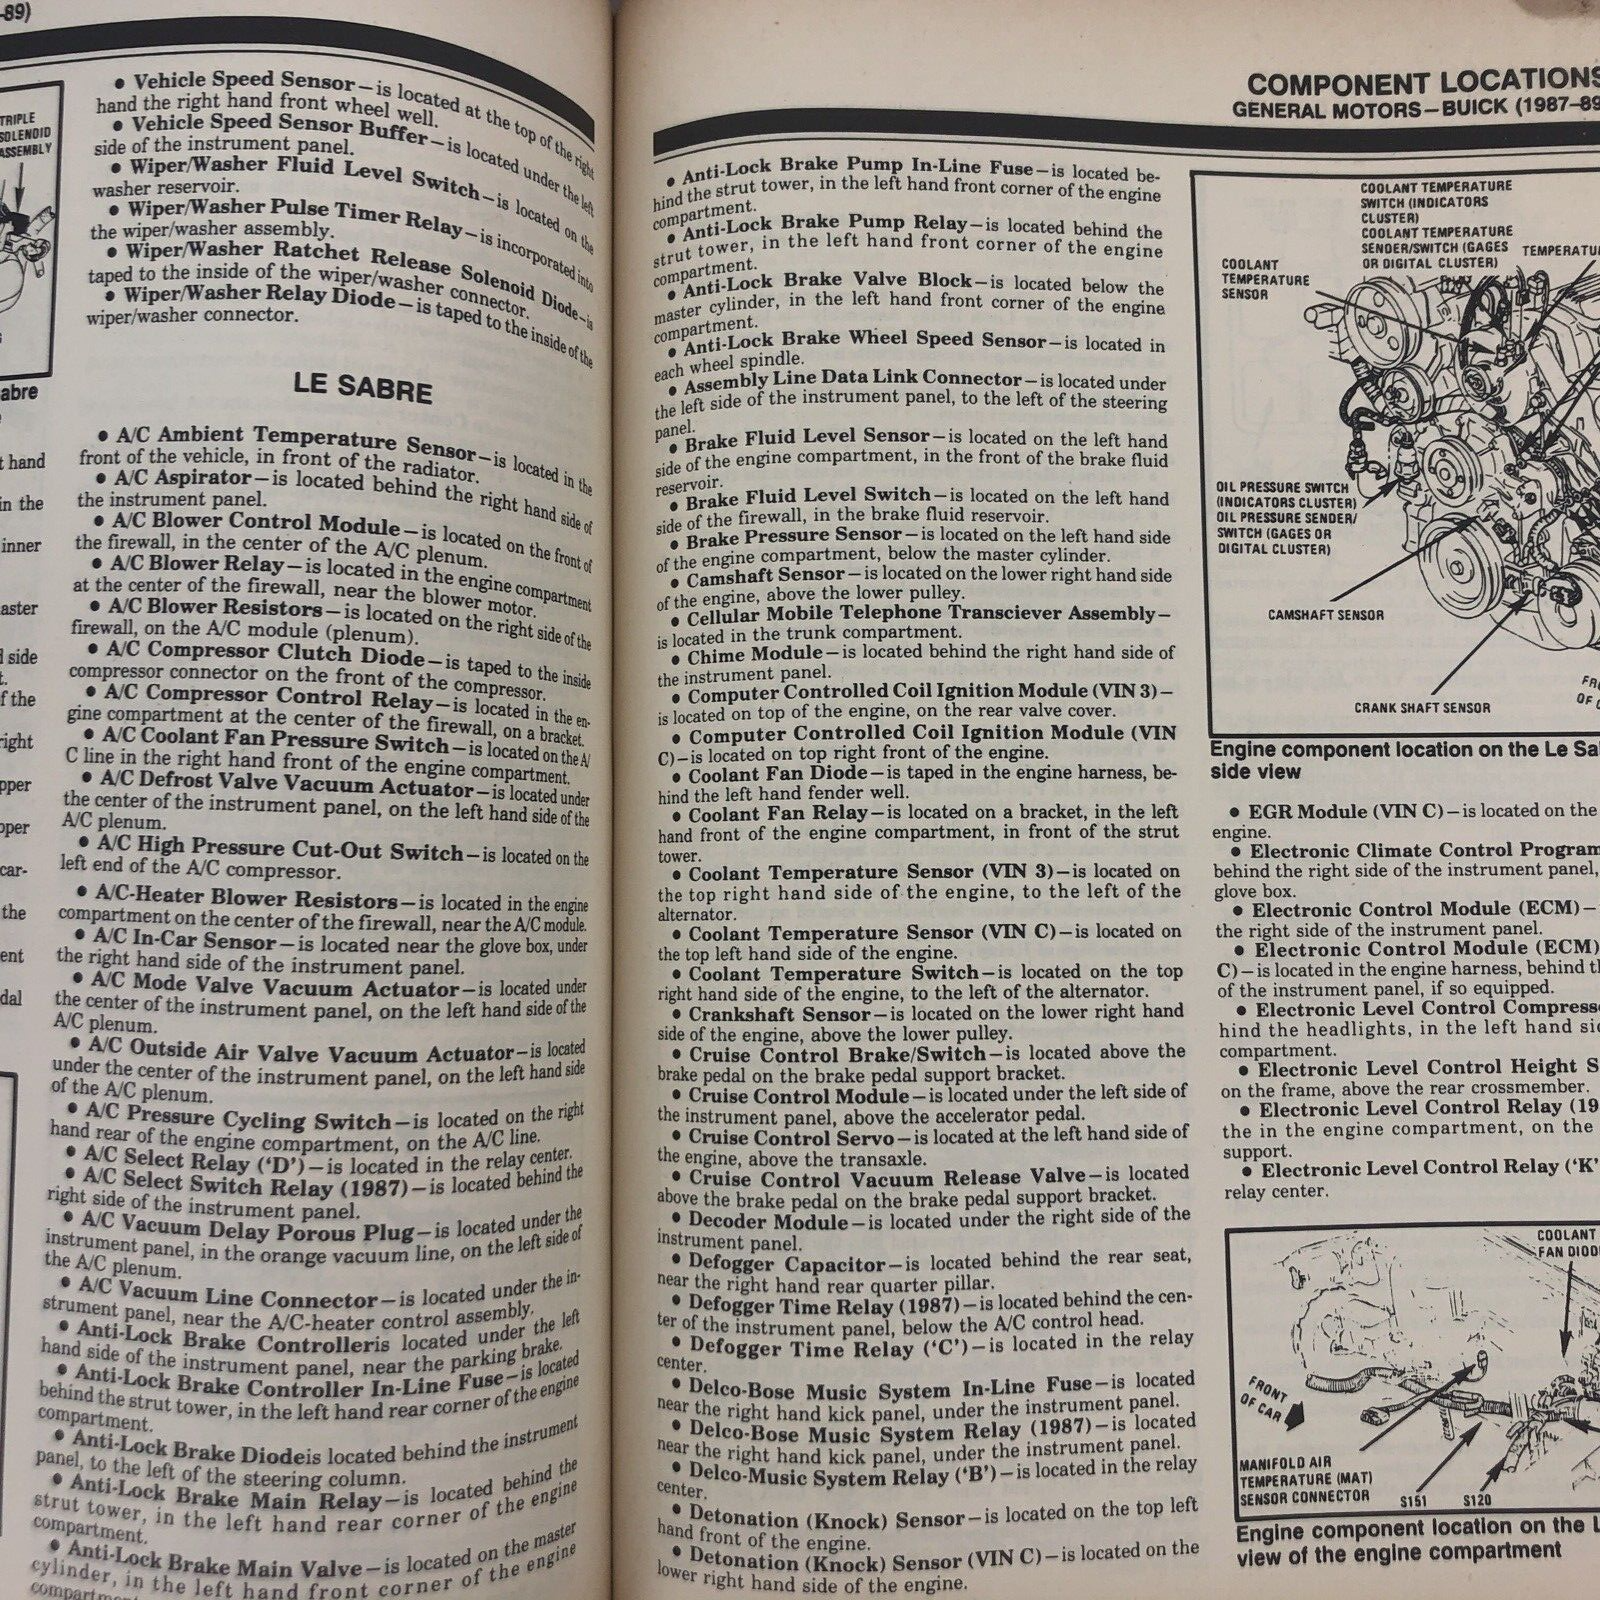 -89)
TRIPLE
SOLENOID
ASSEMBLY
abre
t hand
in the
inner
aster
side
f the
right
pper
pper
car-
the
ent
dal
• Vehicle Speed Sensor—is located at the top of the right
hand the right hand front wheel well.
• Vehicle Speed Sensor Buffer—is located under the left
side of the instrument panel.
• Wiper/Washer Fluid Level Switch—is located on the
washer reservoir.
• Wiper/Washer Pulse Timer Relay—is incorporated into
the wiper/washer assembly.
• Wiper/Washer Ratchet Release Solenoid Diode—is
taped to the inside of the wiper/washer connector.
• Wiper/Washer Relay Diode—is taped to the inside of the
wiper/washer connector.
LE SABRE
• A/C Ambient Temperature Sensor—is located in the
front of the vehicle, in front of the radiator.
• A/C Aspirator—is located behind the right hand side of
the instrument panel.
• A/C Blower Control Module—is located on the front of
the firewall, in the center of the A/C plenum.
• A/C Blower Relay—is located in the engine compartment
at the center of the firewall, near the blower motor.
• A/C Blower Resistors—is located on the right side of the
firewall, on the A/C module (plenum).
• A/C Compressor Clutch Diode—is taped to the inside
compressor connector on the front of the compressor.
• A/C Compressor Control Relay—is located in the en-
gine compartment at the center of the firewall, on a bracket.
• A/C Coolant Fan Pressure Switch—is located on the A/
C line in the right hand front of the engine compartment.
• A/C Defrost Valve Vacuum Actuator—is located under
the center of the instrument panel, on the left hand side of the
A/C plenum.
• A/C High Pressure Cut-Out Switch—is located on the
left end of the A/C compressor.
• A/C-Heater Blower Resistors—is located in the engine
compartment on the center of the firewall, near the A/C module.
• A/C In-Car Sensor—is located near the glove box, under
the right hand side of the instrument panel.
• A/C Mode Valve Vacuum Actuator—is located under
the center of the instrument panel, on the left hand side of the
A/C plenum.
• A/C Outside Air Valve Vacuum Actuator—is located
under the center of the instrument panel, on the left hand side
of the A/C plenum.
• A/C Pressure Cycling Switch—is located on the right
hand rear of the engine compartment, on the A/C line.
• A/C Select Relay ('D')—is located in the relay center.
• A/C Select Switch Relay (1987)—is located behind the
right side of the instrument panel.
• A/C Vacuum Delay Porous Plug—is located under the
instrument panel, in the orange vacuum line, on the left side of
the A/C plenum.
• A/C Vacuum Line Connector—is located under the in-
strument panel, near the A/C-heater control assembly.
• Anti-Lock Brake Controlleris located under the left
hand side of the instrument panel, near the parking brake.
• Anti-Lock Brake Controller In-Line Fuse—is located
behind the strut tower, in the left hand rear corner of the engine
compartment.
• Anti-Lock Brake Diodeis located behind the instrument
panel, to the left of the steering column.
• Anti-Lock Brake Main Relay—is located behind the
strut tower, in the left hand rear corner of the engine
compartment.
• Anti-Lock Brake Main Valve—is located on the master
cylinder, in the left hand front corner of the engine
COMPONENT LOCATIONS
GENERAL MOTORS—BUICK (1987-89
• Anti-Lock Brake Pump In-Line Fuse—is located be-
hind the strut tower, in the left hand front corner of the engine
compartment.
• Anti-Lock Brake Pump Relay—is located behind the
strut tower, in the left hand front corner of the engine
compartment.
• Anti-Lock Brake Valve Block—is located below the
master cylinder, in the left hand front corner of the engine
compartment.
• Anti-Lock Brake Wheel Speed Sensor—is located in
each wheel spindle.
• Assembly Line Data Link Connector—is located under
the left side of the instrument panel, to the left of the steering
panel.
• Brake Fluid Level Sensor—is located on the left hand
side of the engine compartment, in the front of the brake fluid
reservoir.
• Brake Fluid Level Switch—is located on the left hand
side of the firewall, in the brake fluid reservoir.
• Brake Pressure Sensor—is located on the left hand side
of the engine compartment, below the master cylinder.
• Camshaft Sensor—is located on the lower right hand side
of the engine, above the lower pulley.
• Cellular Mobile Telephone Transciever Assembly—
is located in the trunk compartment.
• Chime Module—is located behind the right hand side of
the instrument panel.
• Computer Controlled Coil Ignition Module (VIN 3)—
is located on top of the engine, on the rear valve cover.
• Computer Controlled Coil Ignition Module (VIN
C)—is located on top right front of the engine.
• Coolant Fan Diode—is taped in the engine harness, be-
hind the left hand fender well.
• Coolant Fan Relay—is located on a bracket, in the left
hand front of the engine compartment, in front of the strut
tower.
• Coolant Temperature Sensor (VIN 3)—is located on
the top right hand side of the engine, to the left of the
alternator.
• Coolant Temperature Sensor (VIN C)—is located on
the top left hand side of the engine.
• Coolant Temperature Switch—is located on the top
right hand side of the engine, to the left of the alternator.
• Crankshaft Sensor—is located on the lower right hand
side of the engine, above the lower pulley.
• Cruise Control Brake/Switch—is located above the
brake pedal on the brake pedal support bracket.
• Cruise Control Module—is located under the left side of
the instrument panel, above the accelerator pedal.
• Cruise Control Servo—is located at the left hand side of
the engine, above the transaxle.
• Cruise Control Vacuum Release Valve—is located
above the brake pedal on the brake pedal support bracket.
• Decoder Module—is located under the right side of the
instrument panel.
• Defogger Capacitor—is located behind the rear seat,
near the right hand rear quarter pillar.
• Defogger Time Relay (1987)—is located behind the cen-
ter of the instrument panel, below the A/C control head.
• Defogger Time Relay ('C')—is located in the relay
center.
• Delco-Bose Music System In-Line Fuse—is located
near the right hand kick panel, under the instrument panel.
• Delco-Bose Music System Relay (1987)—is located
near the right hand kick panel, under the instrument panel.
• Delco-Music System Relay ('B')—is located in the relay
center.
• Detonation (Knock) Sensor—is located on the top left
hand front of the engine.
• Detonation (Knock) Sensor (VIN C)—is located on the
lower right hand side of the engine.
COOLANT TEMPERATURE
SWITCH (INDICATORS
CLUSTER)
COOLANT TEMPERATURE
SENDER/SWITCH (GAGES
OR DIGITAL CLUSTER)
TEMPERATU
COOLANT
TEMPERATURE
SENSOR
OIL PRESSURE SWITCH
(INDICATORS CLUSTER)
OIL PRESSURE SENDER/
SWITCH (GAGES OR
DIGITAL CLUSTER)
CAMSHAFT SENSOR
CRANK SHAFT SENSOR
FR
OF C
Engine component location on the Le Sa
side view
• EGR Module (VIN C)—is located on the
engine.
• Electronic Climate Control Program
behind the right side of the instrument panel,
glove box.
• Electronic Control Module (ECM)—
the right side of the instrument panel.
• Electronic Control Module (ECM)
C)—is located in the engine harness, behind th
of the instrument panel, if so equipped.
• Electronic Level Control Compress
hind the headlights, in the left hand si
compartment.
• Electronic Level Control Height S
on the frame, above the rear crossmember.
• Electronic Level Control Relay (19
the in the engine compartment, on the
support.
• Electronic Level Control Relay ('K'
relay center.
COOLANT
FAN DIOD
FRONT
OF CAR
MANIFOLD AIR
TEMPERATURE (MAT)
SENSOR CONNECTOR
S151
S120
Engine component location on the L
view of the engine compartment